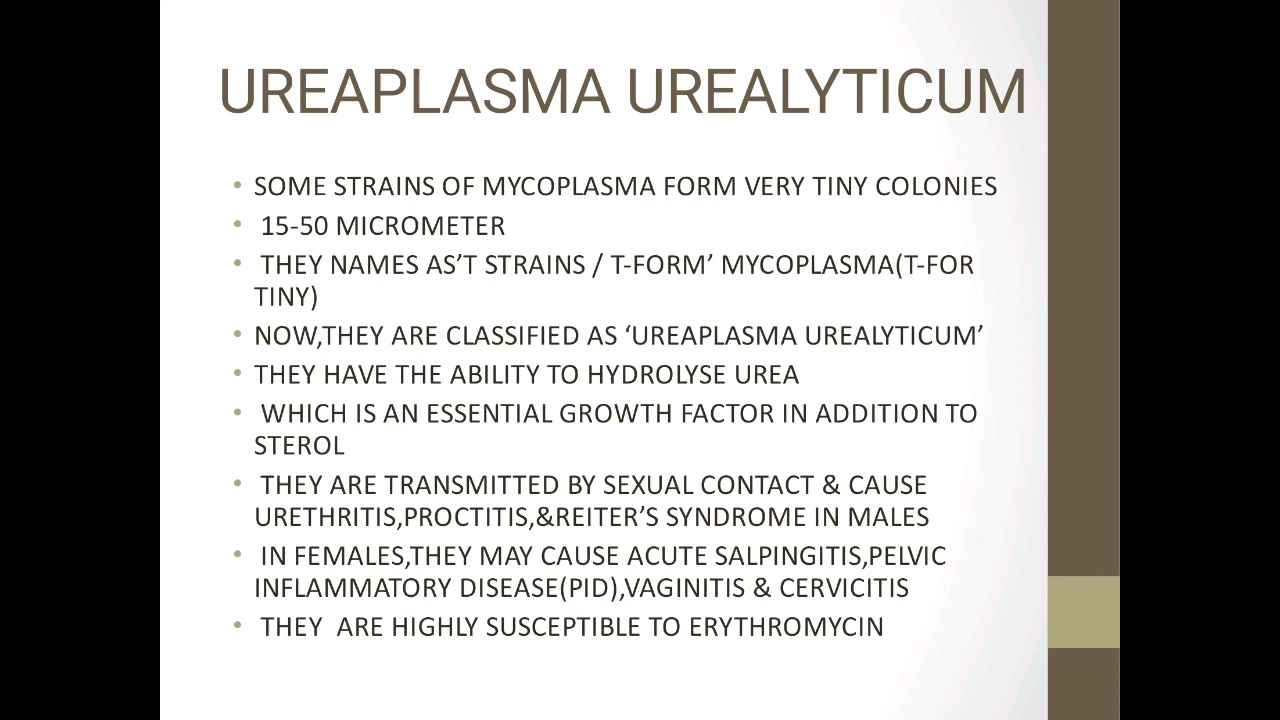 UREAPLASMA UREALYTICUM
• SOME STRAINS OF MYCOPLASMA FORM VERY TINY COLONIES
• 15-50 MICROMETER
• THEY NAMES AS’T STRAINS / T-FORM’ MYCOPLASMA(T-FOR
TINY)
• NOW,THEY ARE CLASSIFIED AS ‘UREAPLASMA UREALYTICUM’
• THEY HAVE THE ABILITY TO HYDROLYSE UREA
• WHICH IS AN ESSENTIAL GROWTH FACTOR IN ADDITION TO
STEROL
• THEY ARE TRANSMITTED BY SEXUAL CONTACT & CAUSE
URETHRITIS,PROCTITIS,&REITER’S SYNDROME IN MALES
• IN FEMALES,THEY MAY CAUSE ACUTE SALPINGITIS,PELVIC
INFLAMMATORY DISEASE(PID),VAGINITIS & CERVICITIS
• THEY  ARE HIGHLY SUSCEPTIBLE TO ERYTHROMYCIN